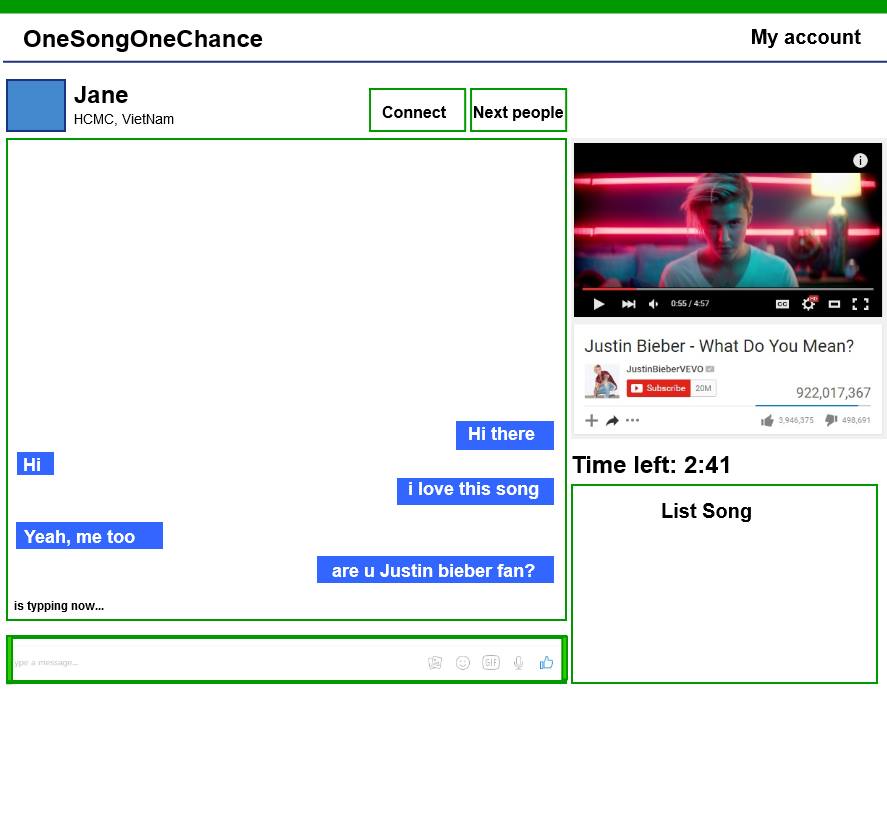 OneSongOneChance
My account
Jane
HCMC, VietNam
Connect
Next people
0:55 / 4:57
CC
HD
Justin Bieber - What Do You Mean?
JustinBieberVEVO
Subscribe
20M
922,017,367
3,946,375
498,691
Hi there
Hi
i love this song
Yeah, me too
are u Justin bieber fan?
is typping now...
ype a message...
GIF
Time left: 2:41
List Song